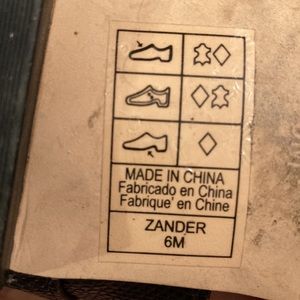 MADE IN CHINA
Fabricado en China
Fabrique' en Chine
ZANDER
6M